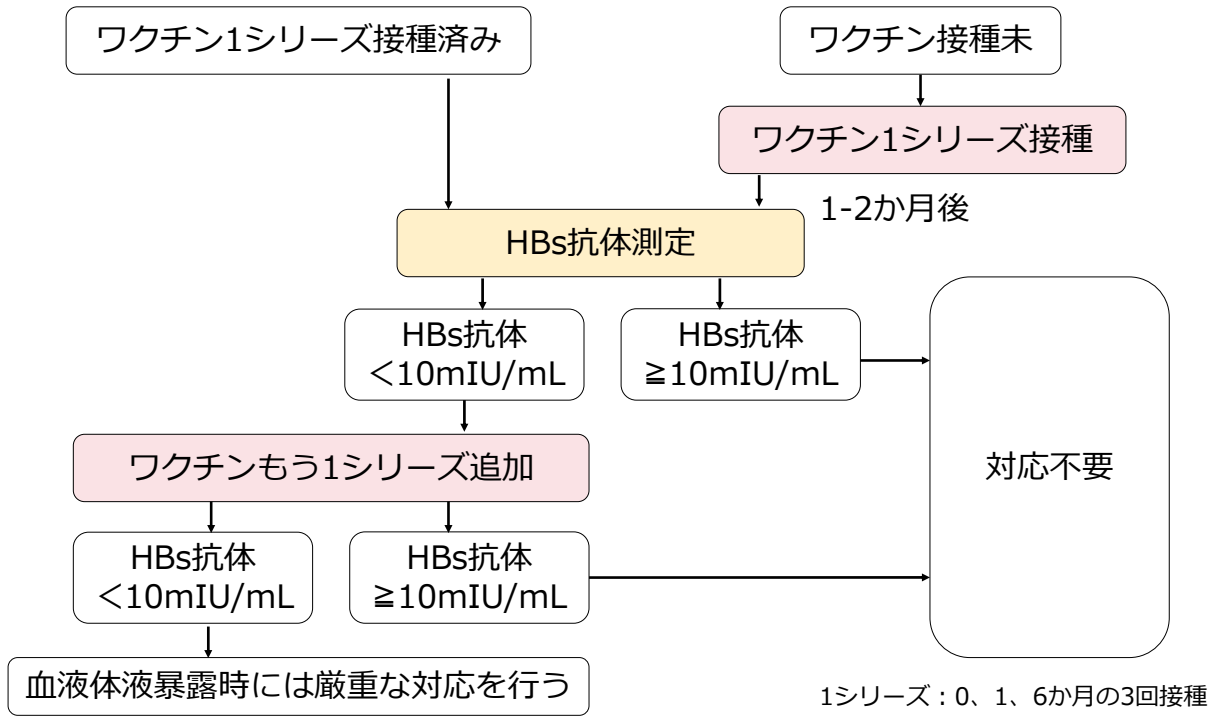 ワクチン1シリーズ接種済み
ワクチン接種未
ワクチン1シリーズ接種
1-2か月後
HBs抗体測定
HBs抗体
<10mIU/mL
HBs抗体
≧10mIU/mL
ワクチンもう1シリーズ追加
対応不要
HBs抗体
<10mIU/mL
HBs抗体
≧10mIU/mL
血液体液暴露時には厳重な対応を行う
1シリーズ：0、1、6か月の3回接種